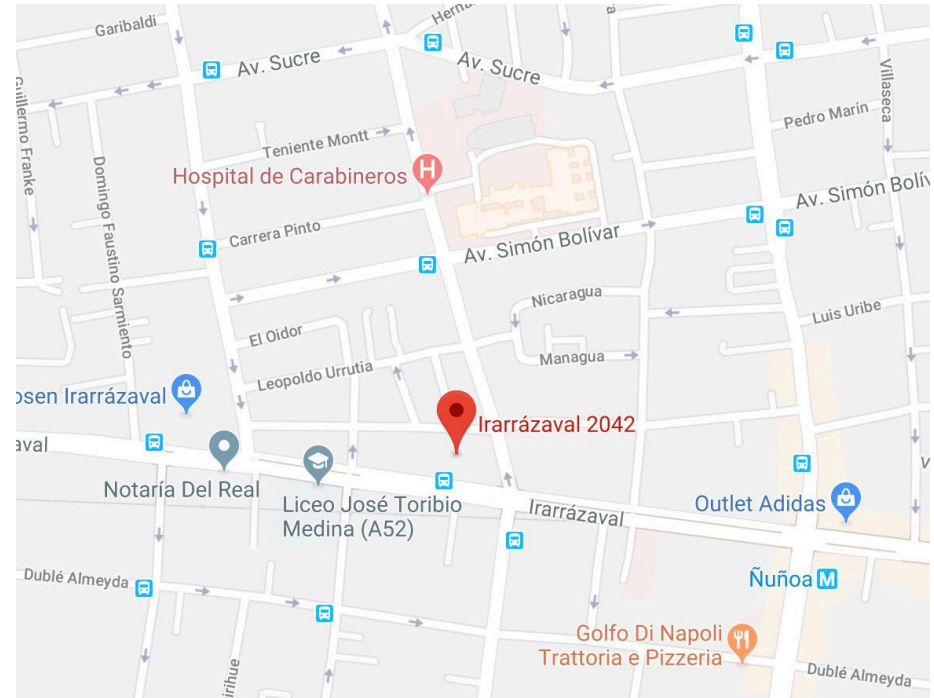 Garibaldi
Av. Sucre
Av. Sucre
Pedro Marín
Villaseca
Guillermo Franke
Teniente Montt
Hospital de Carabineros
H
Domingo Faustino Sarmiento
Carrera Pinto
Av. Simón Bolívar
Av. Simón Bolív
Nicaragua
Luis Uribe
El Oidor
Managua
Leopoldo Urrutia
osen Irarrázaval
Irarrázaval 2042
aval
Notaría Del Real
Liceo José Toribio
Medina (A52)
Irarrázaval
Outlet Adidas
Dublé Almeyda
Ñuñoa M
Golfo Di Napoli
Trattoria e Pizzeria
Dublé Almeyda
irihue